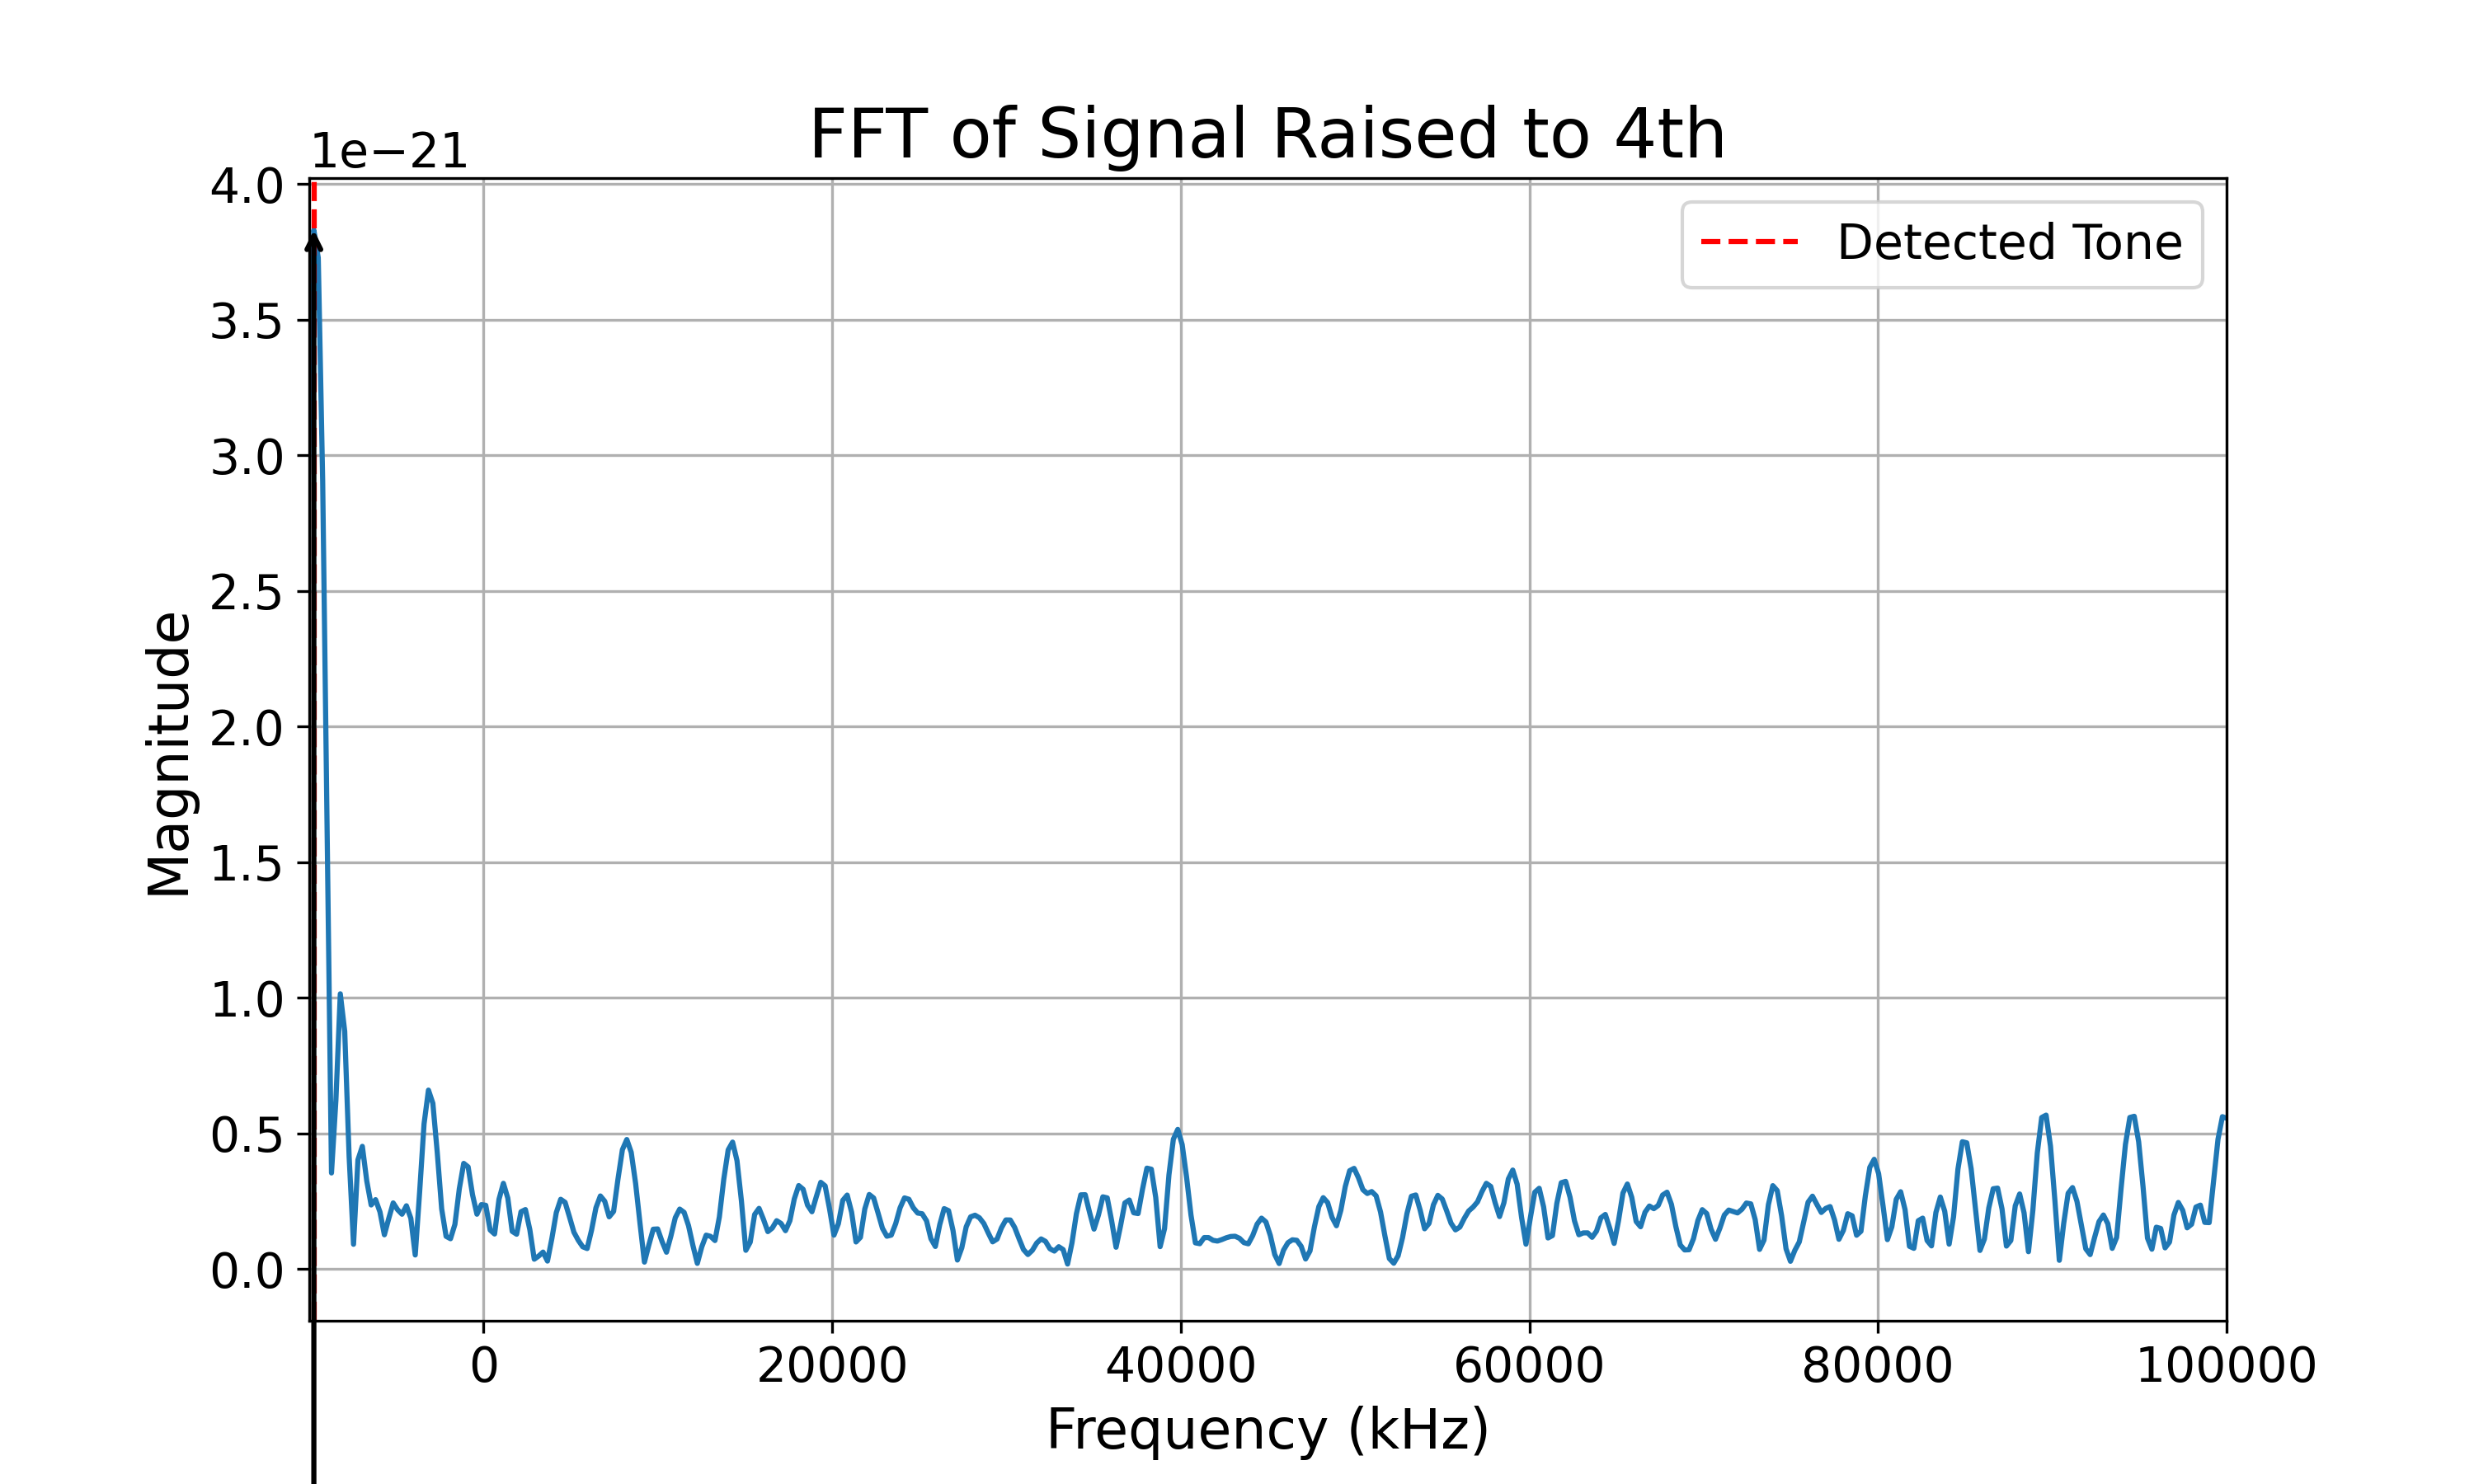 FFT of Signal Raised to 4th
1e−21
4.0
3.5
3.0
2.5
2.0
1.5
1.0
0.5
0.0
Magnitude
Detected Tone
0 20000 40000 60000 80000 100000
Frequency (kHz)